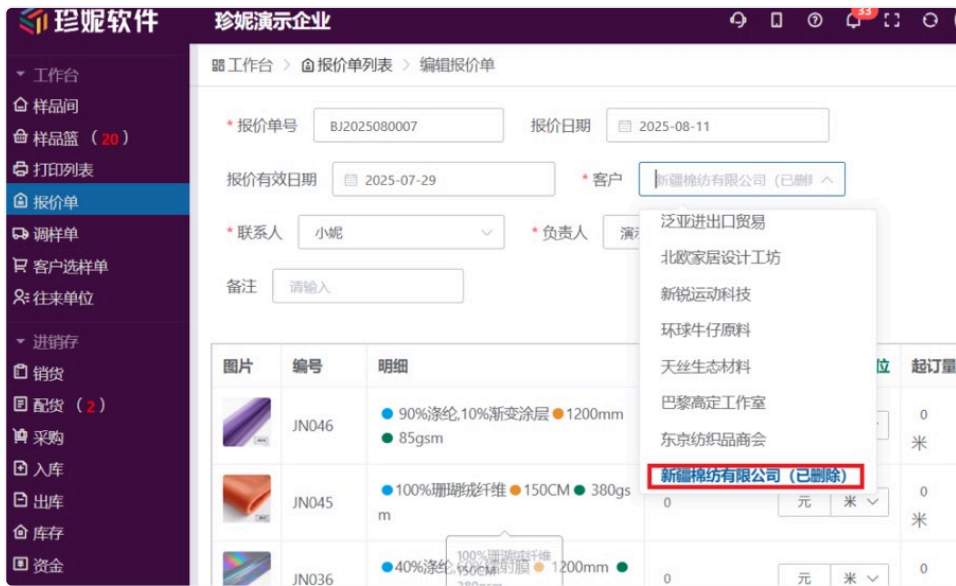 珍妮软件
珍妮演示企业
33
工作台
样品间
样品篮 （20）
打印列表
报价单
调样单
客户选样单
往来单位
进销存
销货
配货 （2）
采购
入库
出库
库存
资金
工作台 > 报价单列表 > 编辑报价单
* 报价单号 BJ2025080007
报价日期 2025-08-11
报价有效日期 2025-07-29
* 客户 新疆棉纺有限公司（已删
* 联系人 小妮
* 负责人 演
备注 请输入
泛亚进出口贸易
北欧家居设计工坊
新锐运动科技
环球牛仔原料
天丝生态材料
巴黎高定工作室
东京纺织品商会
新疆棉纺有限公司（已删除）
图片 编号 明细 位 起订量
JN046
90%涤纶,10%渐变涂层 1200mm
85gsm
0
米
JN045
100%珊瑚绒纤维 150CM 380gs
m
0 元 米 0
米
100%珊瑚绒纤维
150CM
380gsm
JN036
40%涤纶, 1200mm
0 元 米 0